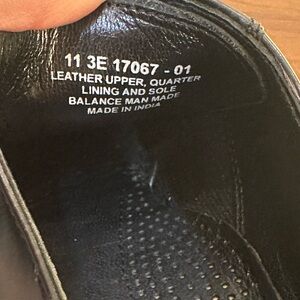 11 3E 17067 - 01
LEATHER UPPER, QUARTER
LINING AND SOLE
BALANCE MAN MADE
MADE IN INDIA